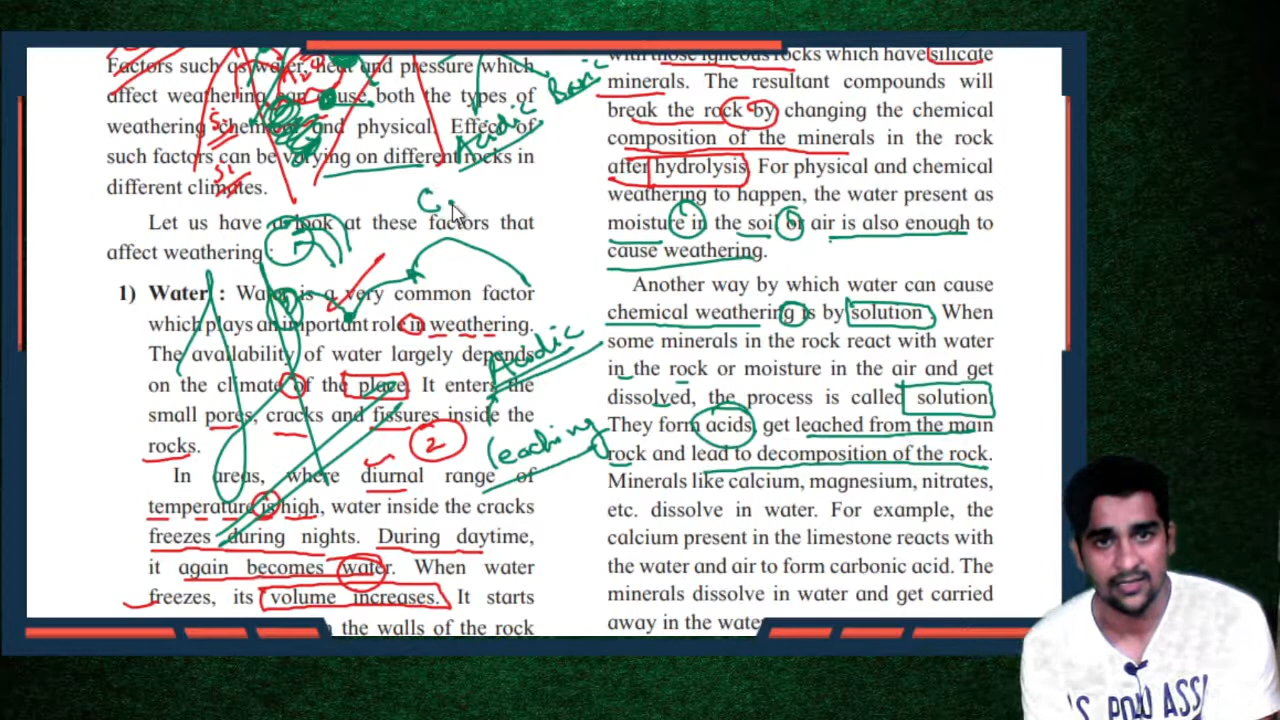 Factors such as water, heat and pressure which
affect weathering can cause both the types of
weathering chemical and physical. Effect of
such factors can be varying on different rocks in
different climates.
Let us have a look at these factors that
affect weathering :
1) Water : Water is a very common factor
which plays an important role in weathering.
The availability of water largely depends
on the climate of the place. It enters the
small pores, cracks and fissures inside the
rocks.
2
In areas, where diurnal range of
temperature is high, water inside the cracks
freezes during nights. During daytime,
it again becomes water. When water
freezes, its volume increases. It starts
the walls of the rock
Acidic Basic
Acidic
Leaching
with those igneous rocks which have silicate
minerals. The resultant compounds will
break the rock by changing the chemical
composition of the minerals in the rock
after hydrolysis. For physical and chemical
weathering to happen, the water present as
moisture in the soil or air is also enough to
cause weathering.
Another way by which water can cause
chemical weathering is by solution. When
some minerals in the rock react with water
in the rock or moisture in the air and get
dissolved, the process is called solution.
They form acids, get leached from the main
rock and lead to decomposition of the rock.
Minerals like calcium, magnesium, nitrates,
etc. dissolve in water. For example, the
calcium present in the limestone reacts with
the water and air to form carbonic acid. The
minerals dissolve in water and get carried
away in the water